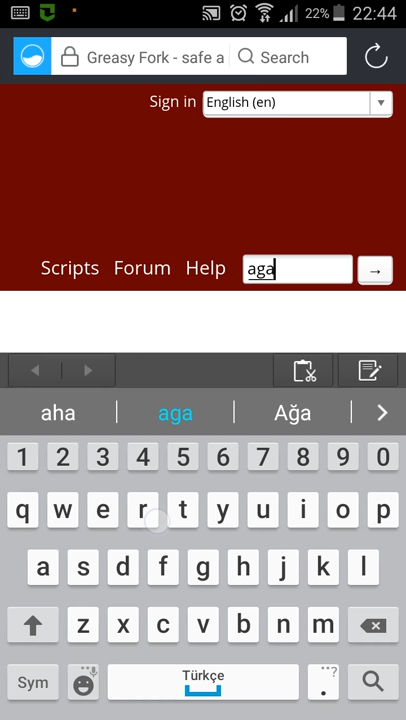 22% 22:44
Greasy Fork - safe a Search
Sign in English (en)
Scripts Forum Help aga →
aha aga Ağa
1 2 3 4 5 6 7 8 9 0
q w e r t y u i o p
a s d f g h j k l
z x c v b n m
Sym Türkçe . ...?